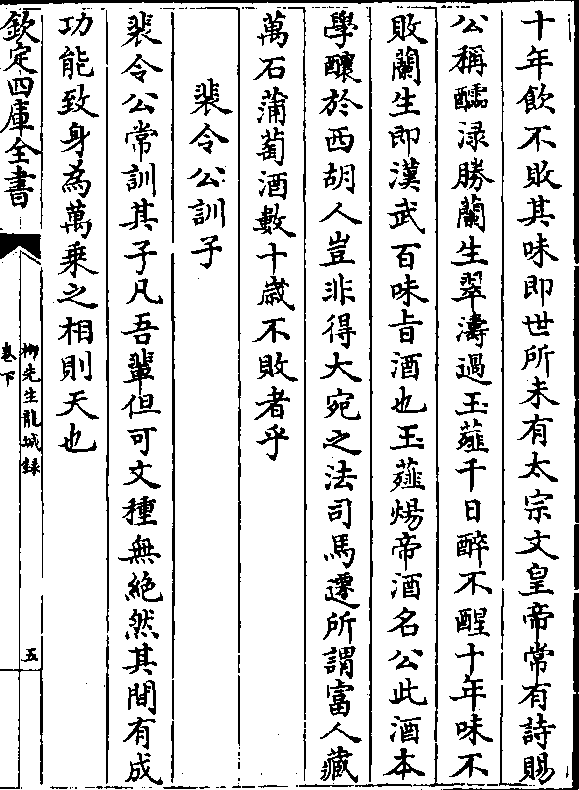 十年飲不敗其味即世所未有太宗文皇帝常有詩賜
公稱醽渌勝蘭生翠濤過玉薤千日醉不醒十年味不
敗蘭生即漢武百味㫖酒也玉薤煬帝酒名公此酒本
學釀於西胡人豈非得大宛之法司馬遷所謂富人藏
萬石蒲萄酒數十歳不敗者乎
裴令公訓子
裴令公常訓其子凡吾輩但可文種無絶然其間有成
功能致身為萬乗之相則天也
欽定四庫全書
柳先生龍城錄
卷下
五